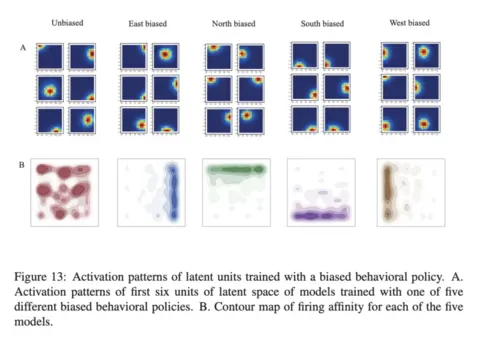 Unbiased East biased North biased South biased West biased
A
B
Figure 13: Activation patterns of latent units trained with a biased behavioral policy. A.
Activation patterns of first six units of latent space of models trained with one of five
different biased behavioral policies. B. Contour map of firing affinity for each of the five
models.